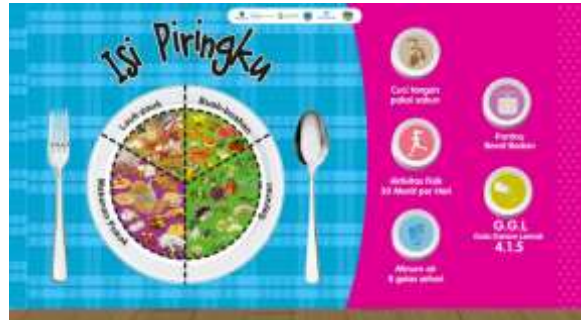 Isi Piringku
Lauk-pauk
Buah-buahan
Makanan Pokok
Sayuran
Cuci tangan
pakai sabun
Aktivitas Fisik
30 Menit per Hari
Minum air
8 gelas sehari
Pantau
Berat Badan
G.G.L
Gula Garam Lemak
4.1.5